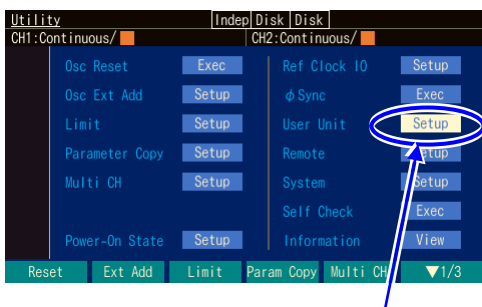 Utility Indep Disk Disk
CH1:Continuous/ CH2:Continuous/
Osc Reset Exec Ref Clock IO Setup
Osc Ext Add Setup φSync Exec
Limit Setup User Unit Setup
Parameter Copy Setup Remote Setup
Multi CH Setup System Setup
Self Check Exec
Power-On State Setup Information View
Reset Ext Add Limit Param Copy Multi CH ▼1/3